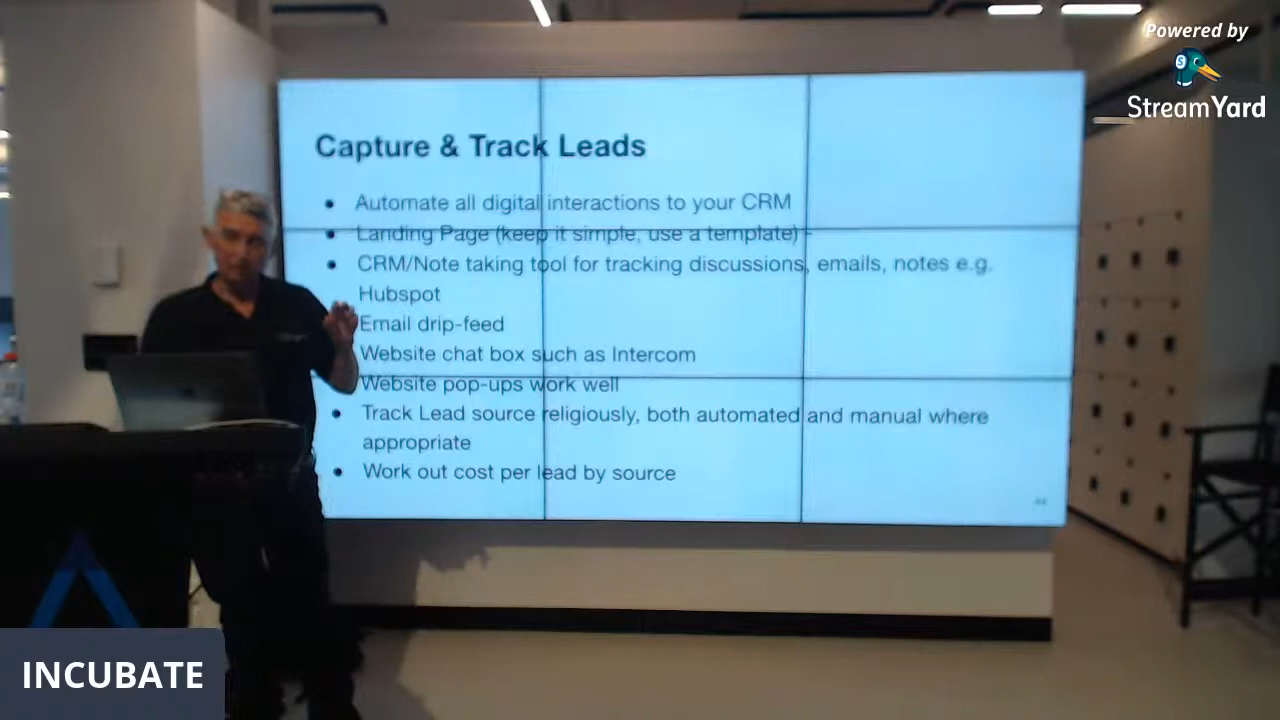 Powered by
StreamYard
Capture & Track Leads
Automate all digital interactions to your CRM
Landing Page (keep it simple, use a template) -
CRM/Note taking tool for tracking discussions, emails, notes e.g.
Hubspot
Email drip-feed
Website chat box such as Intercom
Website pop-ups work well
Track Lead source religiously, both automated and manual where
appropriate
Work out cost per lead by source
INCUBATE